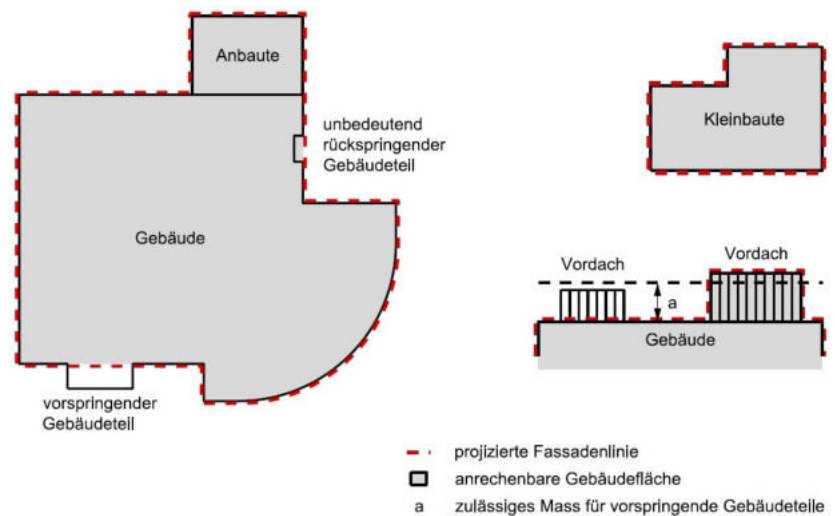 Anbaute
unbedeutend
rückspringender
Gebäudeteil
Gebäude
vorspringender
Gebäudeteil
Kleinbaute
Vordach
Vordach
a
Gebäude
projizierte Fassadenlinie
anrechenbare Gebäudefläche
a zulässiges Mass für vorspringende Gebäudeteile